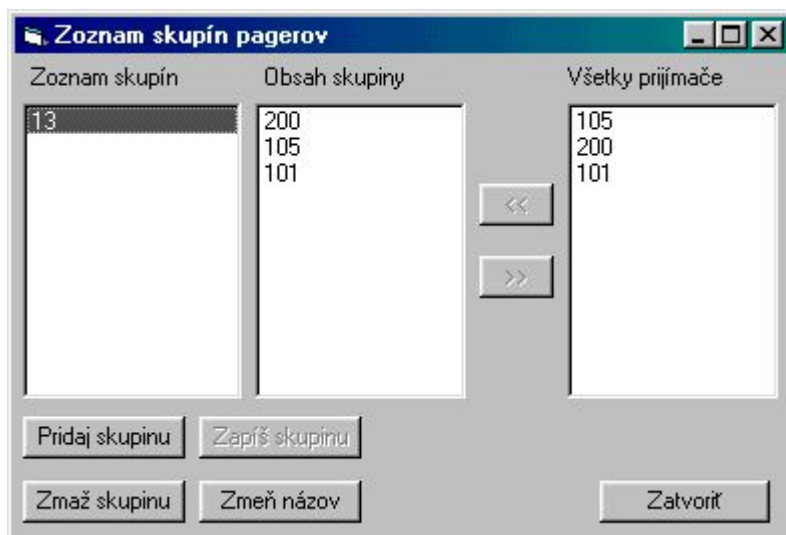 Zoznam skupín pagerov
Zoznam skupín
Obsah skupiny
Všetky prijímače
13
200
105
101
105
200
101
<<
>>
Pridaj skupinu
Zapíš skupinu
Zmaž skupinu
Zmeň názov
Zatvoriť